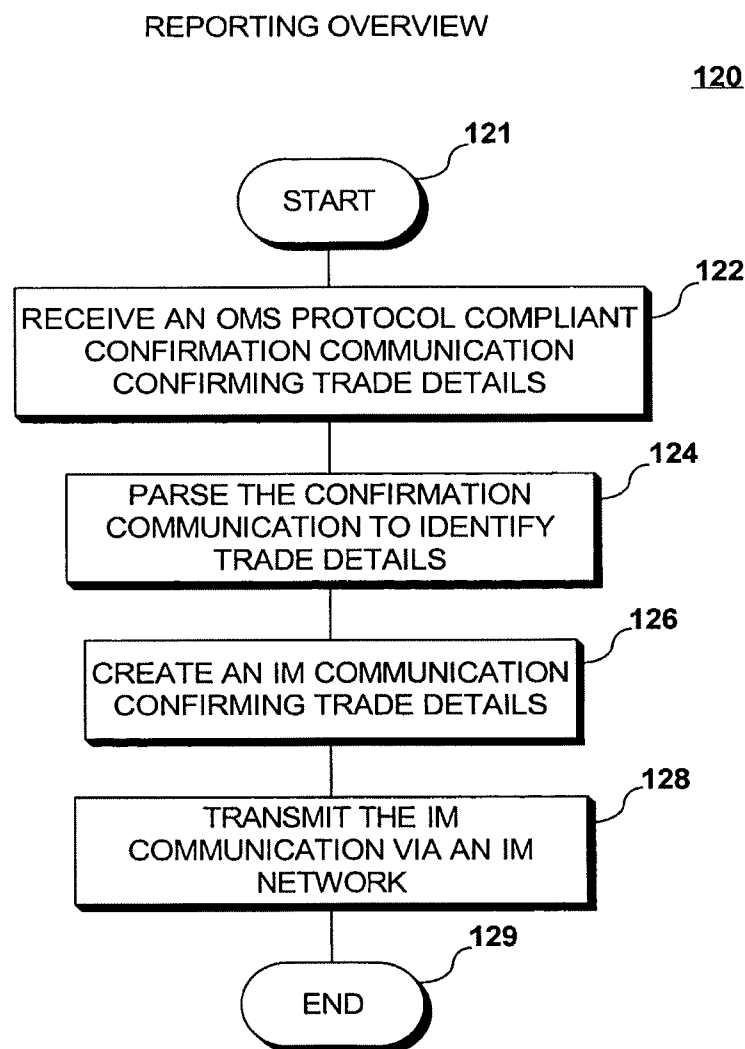 REPORTING OVERVIEW
120
121
START
122
RECEIVE AN OMS PROTOCOL COMPLIANT
CONFIRMATION COMMUNICATION
CONFIRMING TRADE DETAILS
124
PARSE THE CONFIRMATION
COMMUNICATION TO IDENTIFY
TRADE DETAILS
126
CREATE AN IM COMMUNICATION
CONFIRMING TRADE DETAILS
128
TRANSMIT THE IM
COMMUNICATION VIA AN IM
NETWORK
129
END